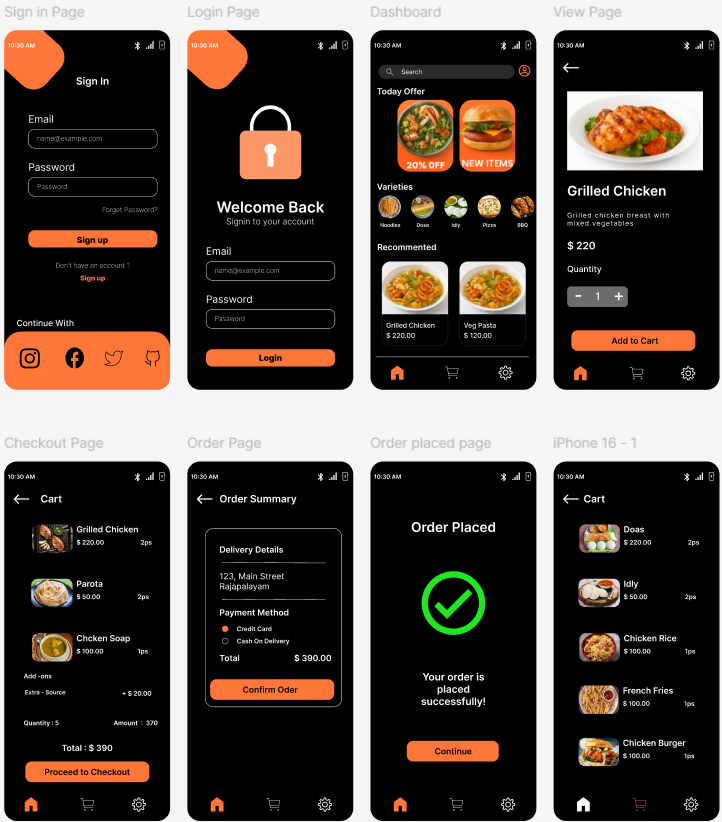 Sign in Page
10:30 AM
Sign In
Email
name@example.com
Password
Password
Forget Password?
Sign up
Don't have an account ?
Sign up
Continue With
Login Page
10:30 AM
Welcome Back
Signin to your account
Email
name@example.com
Password
Password
Login
Dashboard
10:30 AM
Search
Today Offer
20% OFF
NEW ITEMS
Varieties
Noodles Dosa Idly Pizza BBQ
Recommented
Grilled Chicken
$ 220.00
Veg Pasta
$ 120.00
View Page
10:30 AM
Grilled Chicken
Grilled chicken breast with
mixed vegetables
$ 220
Quantity
- 1 +
Add to Cart
Checkout Page
10:30 AM
Cart
Grilled Chicken
$ 220.00 2ps
Parota
$ 50.00 2ps
Chcken Soap
$ 100.00 1ps
Add -ons
Extra - Source + $ 20.00
Quantity : 5 Amount : 370
Total : $ 390
Proceed to Checkout
Order Page
10:30 AM
Order Summary
Delivery Details
123, Main Street
Rajapalayam
Payment Method
Credit Card
Cash On Delivery
Total $ 390.00
Confirm Oder
Order placed page
10:30 AM
Order Placed
Your order is
placed
successfully!
Continue
iPhone 16 - 1
10:30 AM
Cart
Doas
$ 220.00 2ps
Idly
$ 50.00 2ps
Chicken Rice
$ 100.00 1ps
French Fries
$ 100.00 1ps
Chicken Burger
$ 100.00 1ps